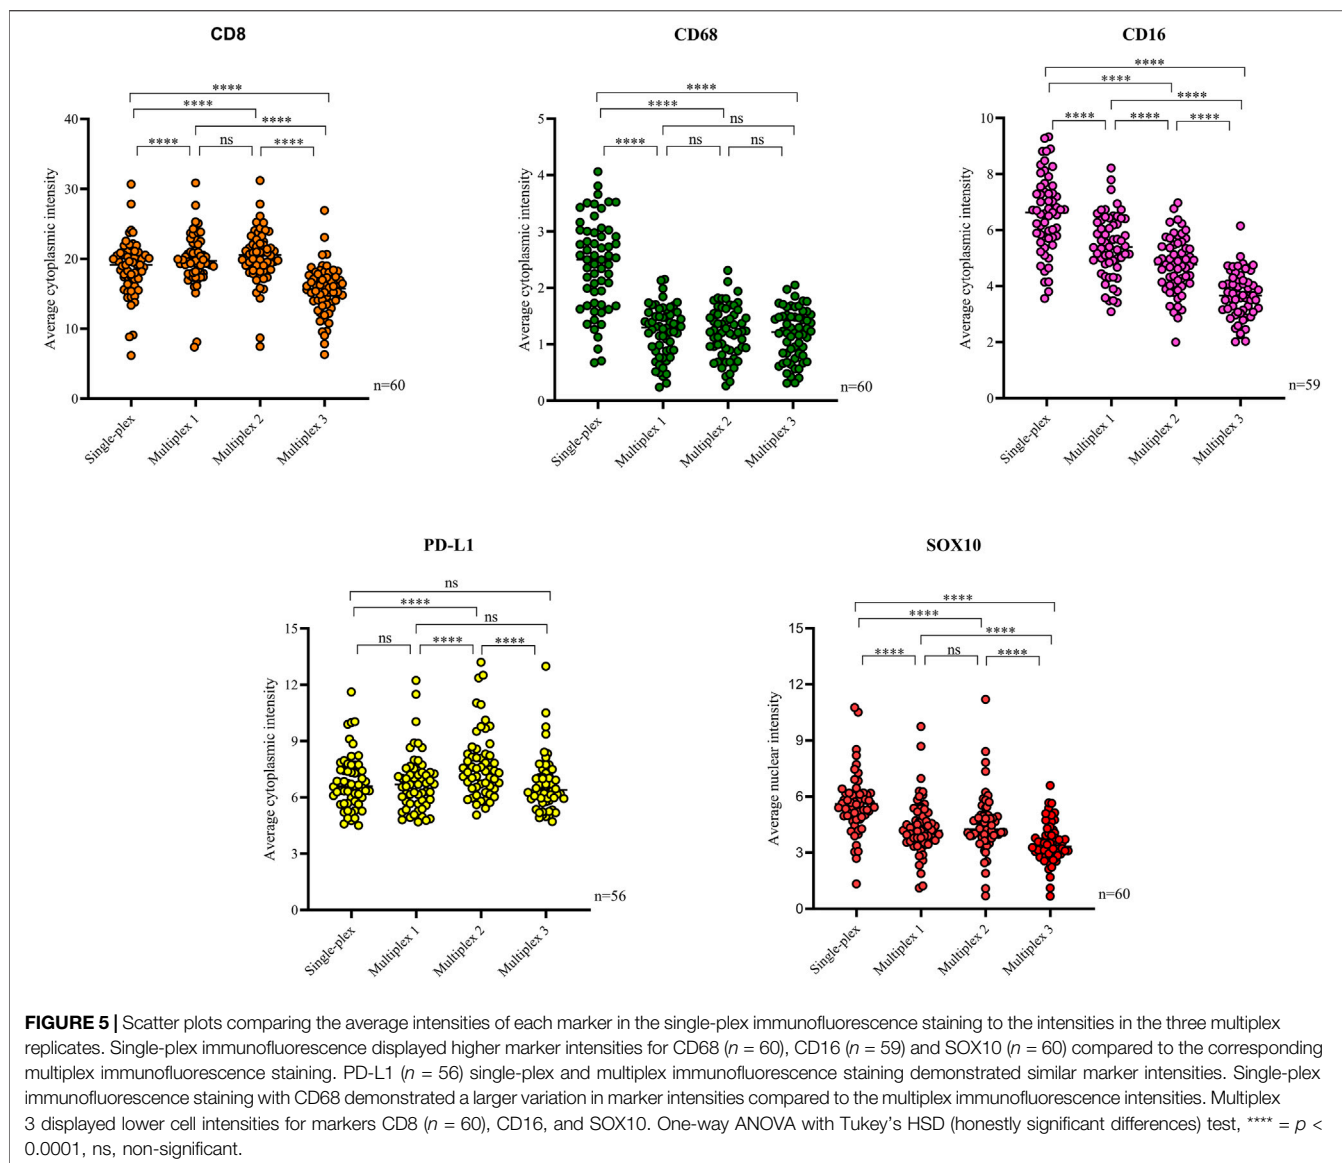 CD8
CD68
CD16
****
****
****
****
ns
****
Average cytoplasmic intensity
40
30
20
10
0
n=60
Single-plex
Multiplex 1
Multiplex 2
Multiplex 3
****
****
ns
****
ns
ns
Average cytoplasmic intensity
5
4
3
2
1
0
n=60
Single-plex
Multiplex 1
Multiplex 2
Multiplex 3
****
****
****
****
****
****
Average cytoplasmic intensity
10
8
6
4
2
0
n=59
Single-plex
Multiplex 1
Multiplex 2
Multiplex 3
PD-L1
SOX10
ns
****
ns
ns
****
****
Average cytoplasmic intensity
15
12
9
6
3
0
n=56
Single-plex
Multiplex 1
Multiplex 2
Multiplex 3
****
****
****
****
ns
****
Average nuclear intensity
15
12
9
6
3
0
n=60
Single-plex
Multiplex 1
Multiplex 2
Multiplex 3
FIGURE 5 | Scatter plots comparing the average intensities of each marker in the single-plex immunofluorescence staining to the intensities in the three multiplex
replicates. Single-plex immunofluorescence displayed higher marker intensities for CD68 (n = 60), CD16 (n = 59) and SOX10 (n = 60) compared to the corresponding
multiplex immunofluorescence staining. PD-L1 (n = 56) single-plex and multiplex immunofluorescence staining demonstrated similar marker intensities. Single-plex
immunofluorescence staining with CD68 demonstrated a larger variation in marker intensities compared to the multiplex immunofluorescence intensities. Multiplex
3 displayed lower cell intensities for markers CD8 (n = 60), CD16, and SOX10. One-way ANOVA with Tukey's HSD (honestly significant differences) test, **** = p <
0.0001, ns, non-significant.